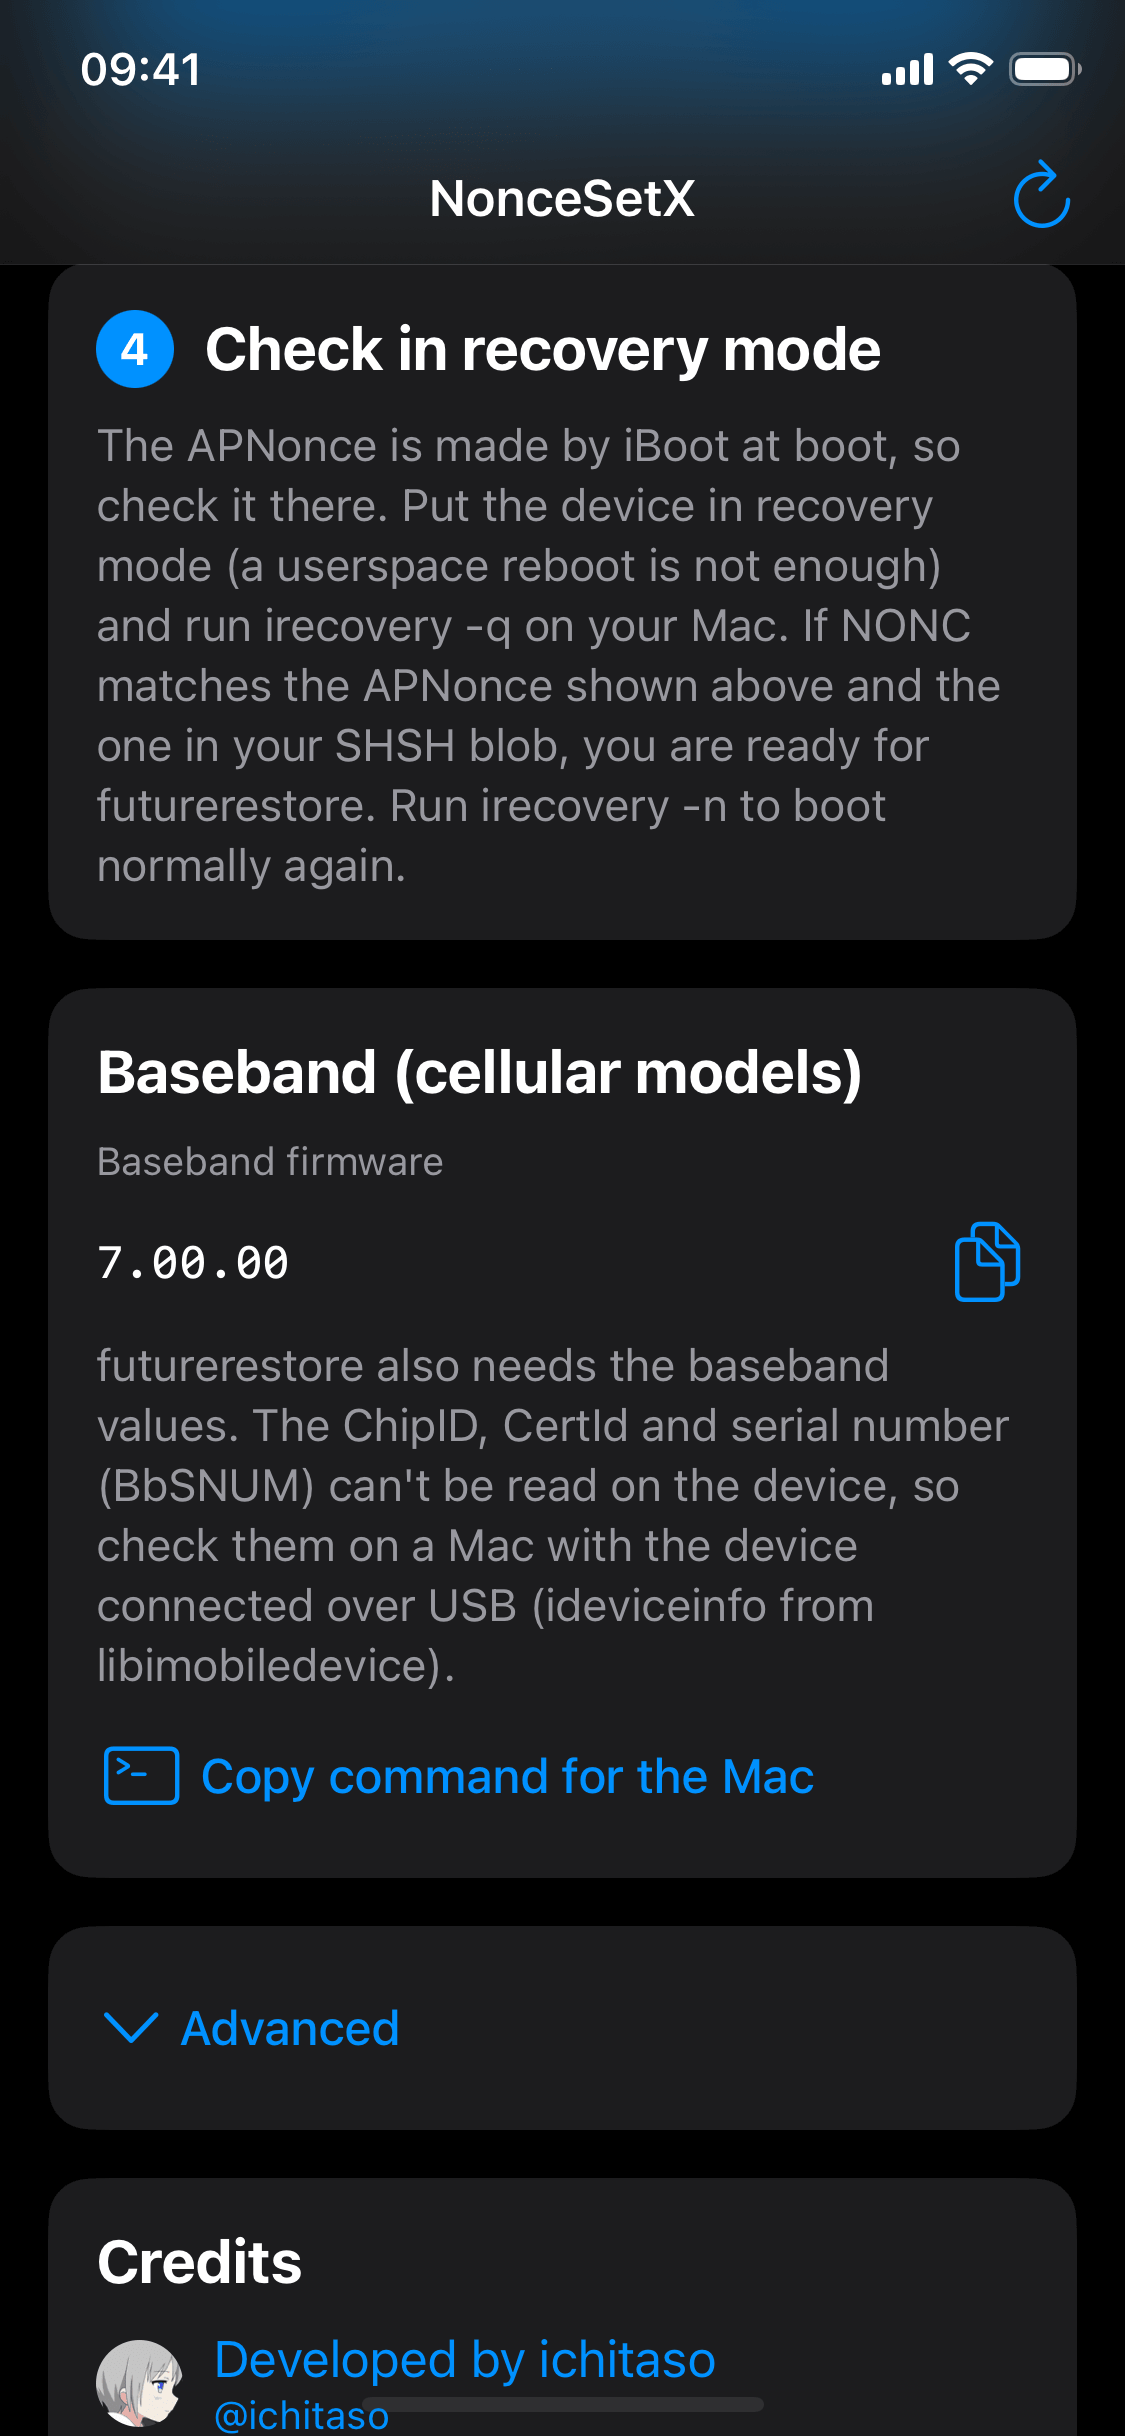 09:41
NonceSetX
4 Check in recovery mode
The APNonce is made by iBoot at boot, so
check it there. Put the device in recovery
mode (a userspace reboot is not enough)
and run irecovery -q on your Mac. If NONC
matches the APNonce shown above and the
one in your SHSH blob, you are ready for
futurerestore. Run irecovery -n to boot
normally again.
Baseband (cellular models)
Baseband firmware
7.00.00
futurerestore also needs the baseband
values. The ChipID, CertId and serial number
(BbSNUM) can't be read on the device, so
check them on a Mac with the device
connected over USB (ideviceinfo from
libimobiledevice).
Copy command for the Mac
Advanced
Credits
Developed by ichitaso
@ichitaso